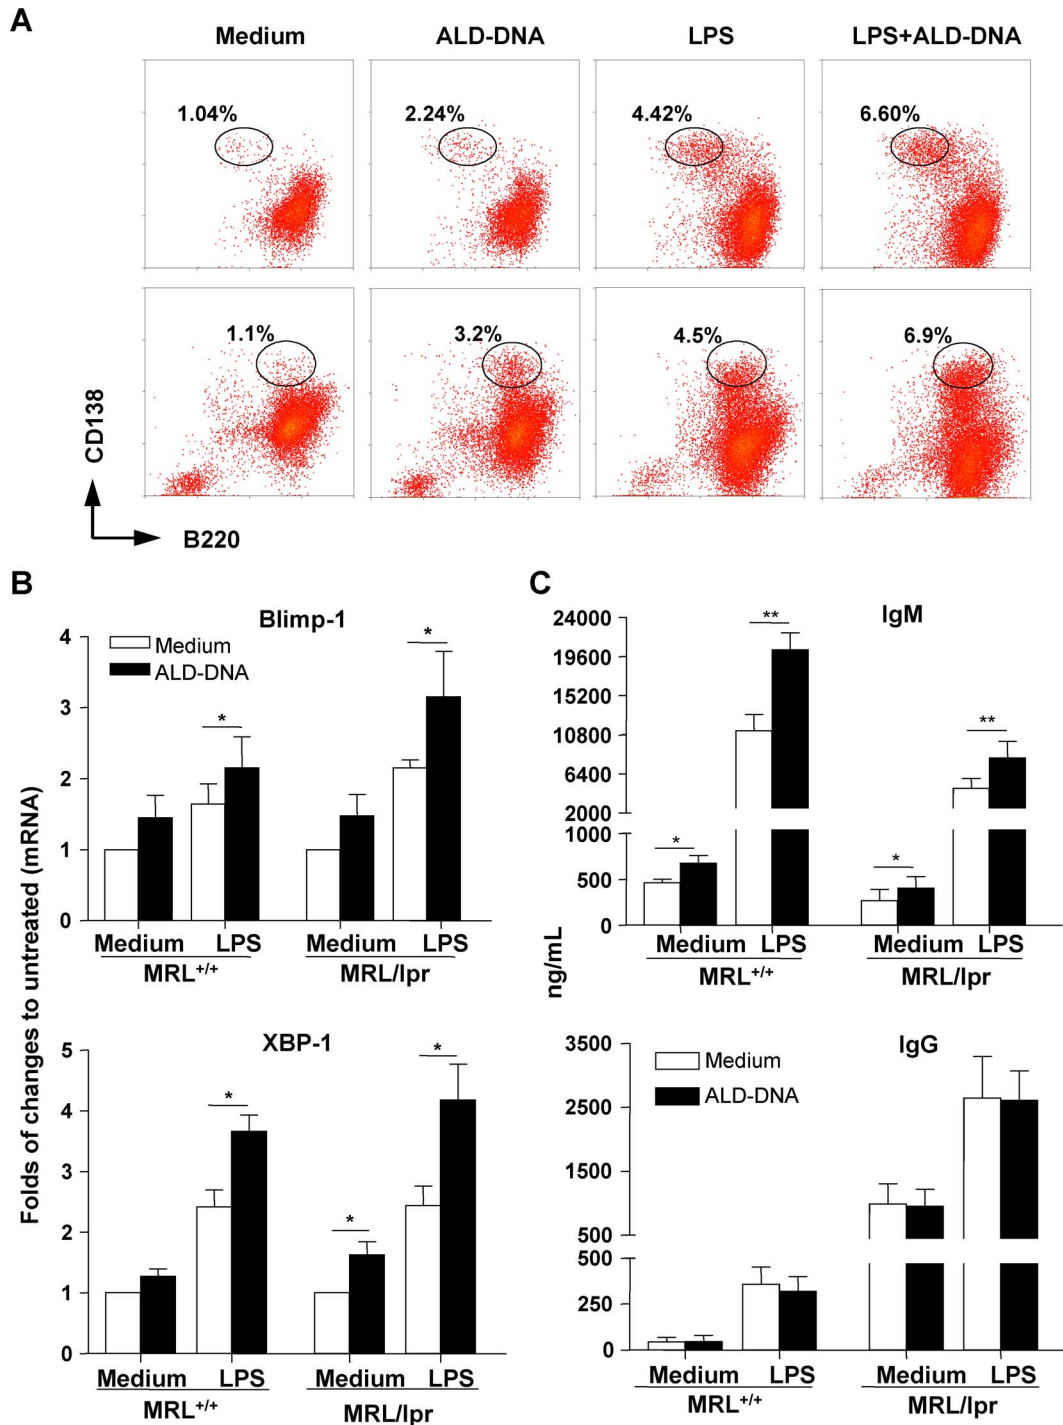 A
Medium ALD-DNA LPS LPS+ALD-DNA
1.04% 2.24% 4.42% 6.60%
1.1% 3.2% 4.5% 6.9%
CD138
B220
B
Folds of changes to untreated (mRNA)
Blimp-1
Medium
ALD-DNA
4
3
2
1
0
* *
Medium LPS Medium LPS
MRL+/+ MRL/lpr
XBP-1
5
4
3
2
1
0
* * *
Medium LPS Medium LPS
MRL+/+ MRL/lpr
C
ng/mL
IgM
24000
19600
15200
10800
6400
2000
1000
500
0
* ** * **
Medium LPS Medium LPS
MRL+/+ MRL/lpr
IgG
Medium
ALD-DNA
3500
2500
1500
500
500
250
0
Medium LPS Medium LPS
MRL+/+ MRL/lpr